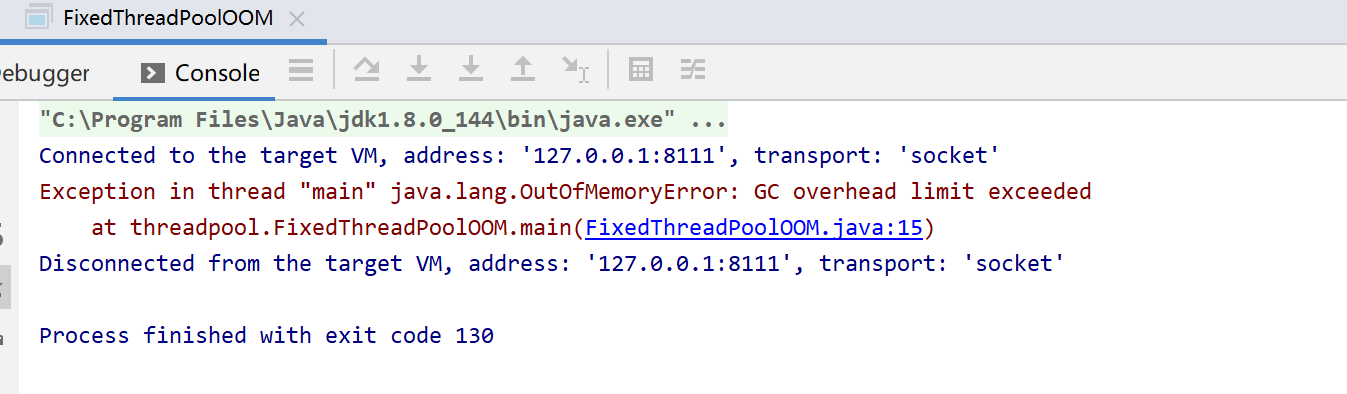 FixedThreadPoolOOM
ebugger Console
"C:\Program Files\Java\jdk1.8.0_144\bin\java.exe" ...
Connected to the target VM, address: '127.0.0.1:8111', transport: 'socket'
Exception in thread "main" java.lang.OutOfMemoryError: GC overhead limit exceeded
at threadpool.FixedThreadPoolOOM.main(FixedThreadPoolOOM.java:15)
Disconnected from the target VM, address: '127.0.0.1:8111', transport: 'socket'
Process finished with exit code 130